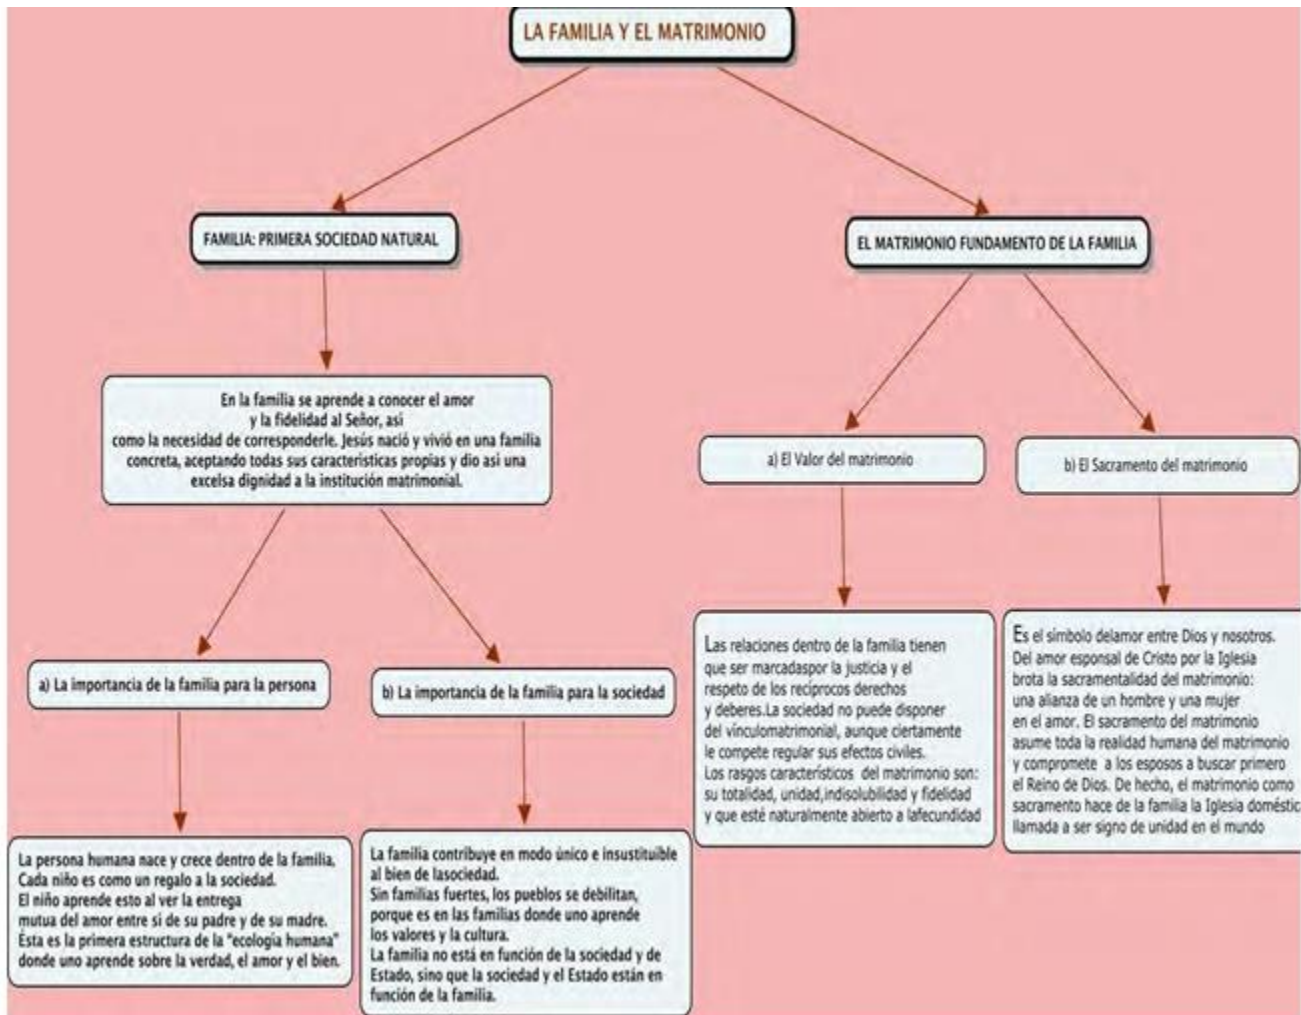 LA FAMILIA Y EL MATRIMONIO
FAMILIA: PRIMERA SOCIEDAD NATURAL
EL MATRIMONIO FUNDAMENTO DE LA FAMILIA
En la familia se aprende a conocer el amor
y la fidelidad al Señor, asi
como la necesidad de corresponderle. Jesús nació y vivió en una familia
concreta, aceptando todas sus caracteristicas propias y dio asi una
excelsa dignidad a la institución matrimonial.
a) El Valor del matrimonio
b) El Sacramento del matrimonio
a) La importancia de la familia para la persona
b) La importancia de la familia para la sociedad
Las relaciones dentro de la familia tienen
que ser marcadaspor la justicia y el
respeto de los recíprocos derechos
y deberes.La sociedad no puede disponer
del vínculomatrimonial, aunque ciertamente
le compete regular sus efectos civiles.
Los rasgos característicos del matrimonio son:
su totalidad, unidad,indisolubilidad y fidelidad
y que esté naturalmente abierto a lafecundidad
Es el símbolo delamor entre Dios y nosotros.
Del amor esponsal de Cristo por la Iglesia
brota la sacramentalidad del matrimonio:
una alianza de un hombre y una mujer
en el amor. El sacramento del matrimonio
asume toda la realidad humana del matrimonio
y compromete a los esposos a buscar primero
el Reino de Dios. De hecho, el matrimonio como
sacramento hace de la familia la Iglesia doméstic
llamada a ser signo de unidad en el mundo
La persona humana nace y crece dentro de la familia.
Cada niño es como un regalo a la sociedad.
El niño aprende esto al ver la entrega
mutua del amor entre si de su padre y de su madre.
Ésta es la primera estructura de la "ecología humana"
donde uno aprende sobre la verdad, el amor y el bien.
La familia contribuye en modo único e insustituíble
al bien de lasociedad.
Sin familias fuertes, los pueblos se debilitan,
porque es en las familias donde uno aprende
los valores y la cultura.
La familia no está en función de la sociedad y de
Estado, sino que la sociedad y el Estado están en
función de la familia.